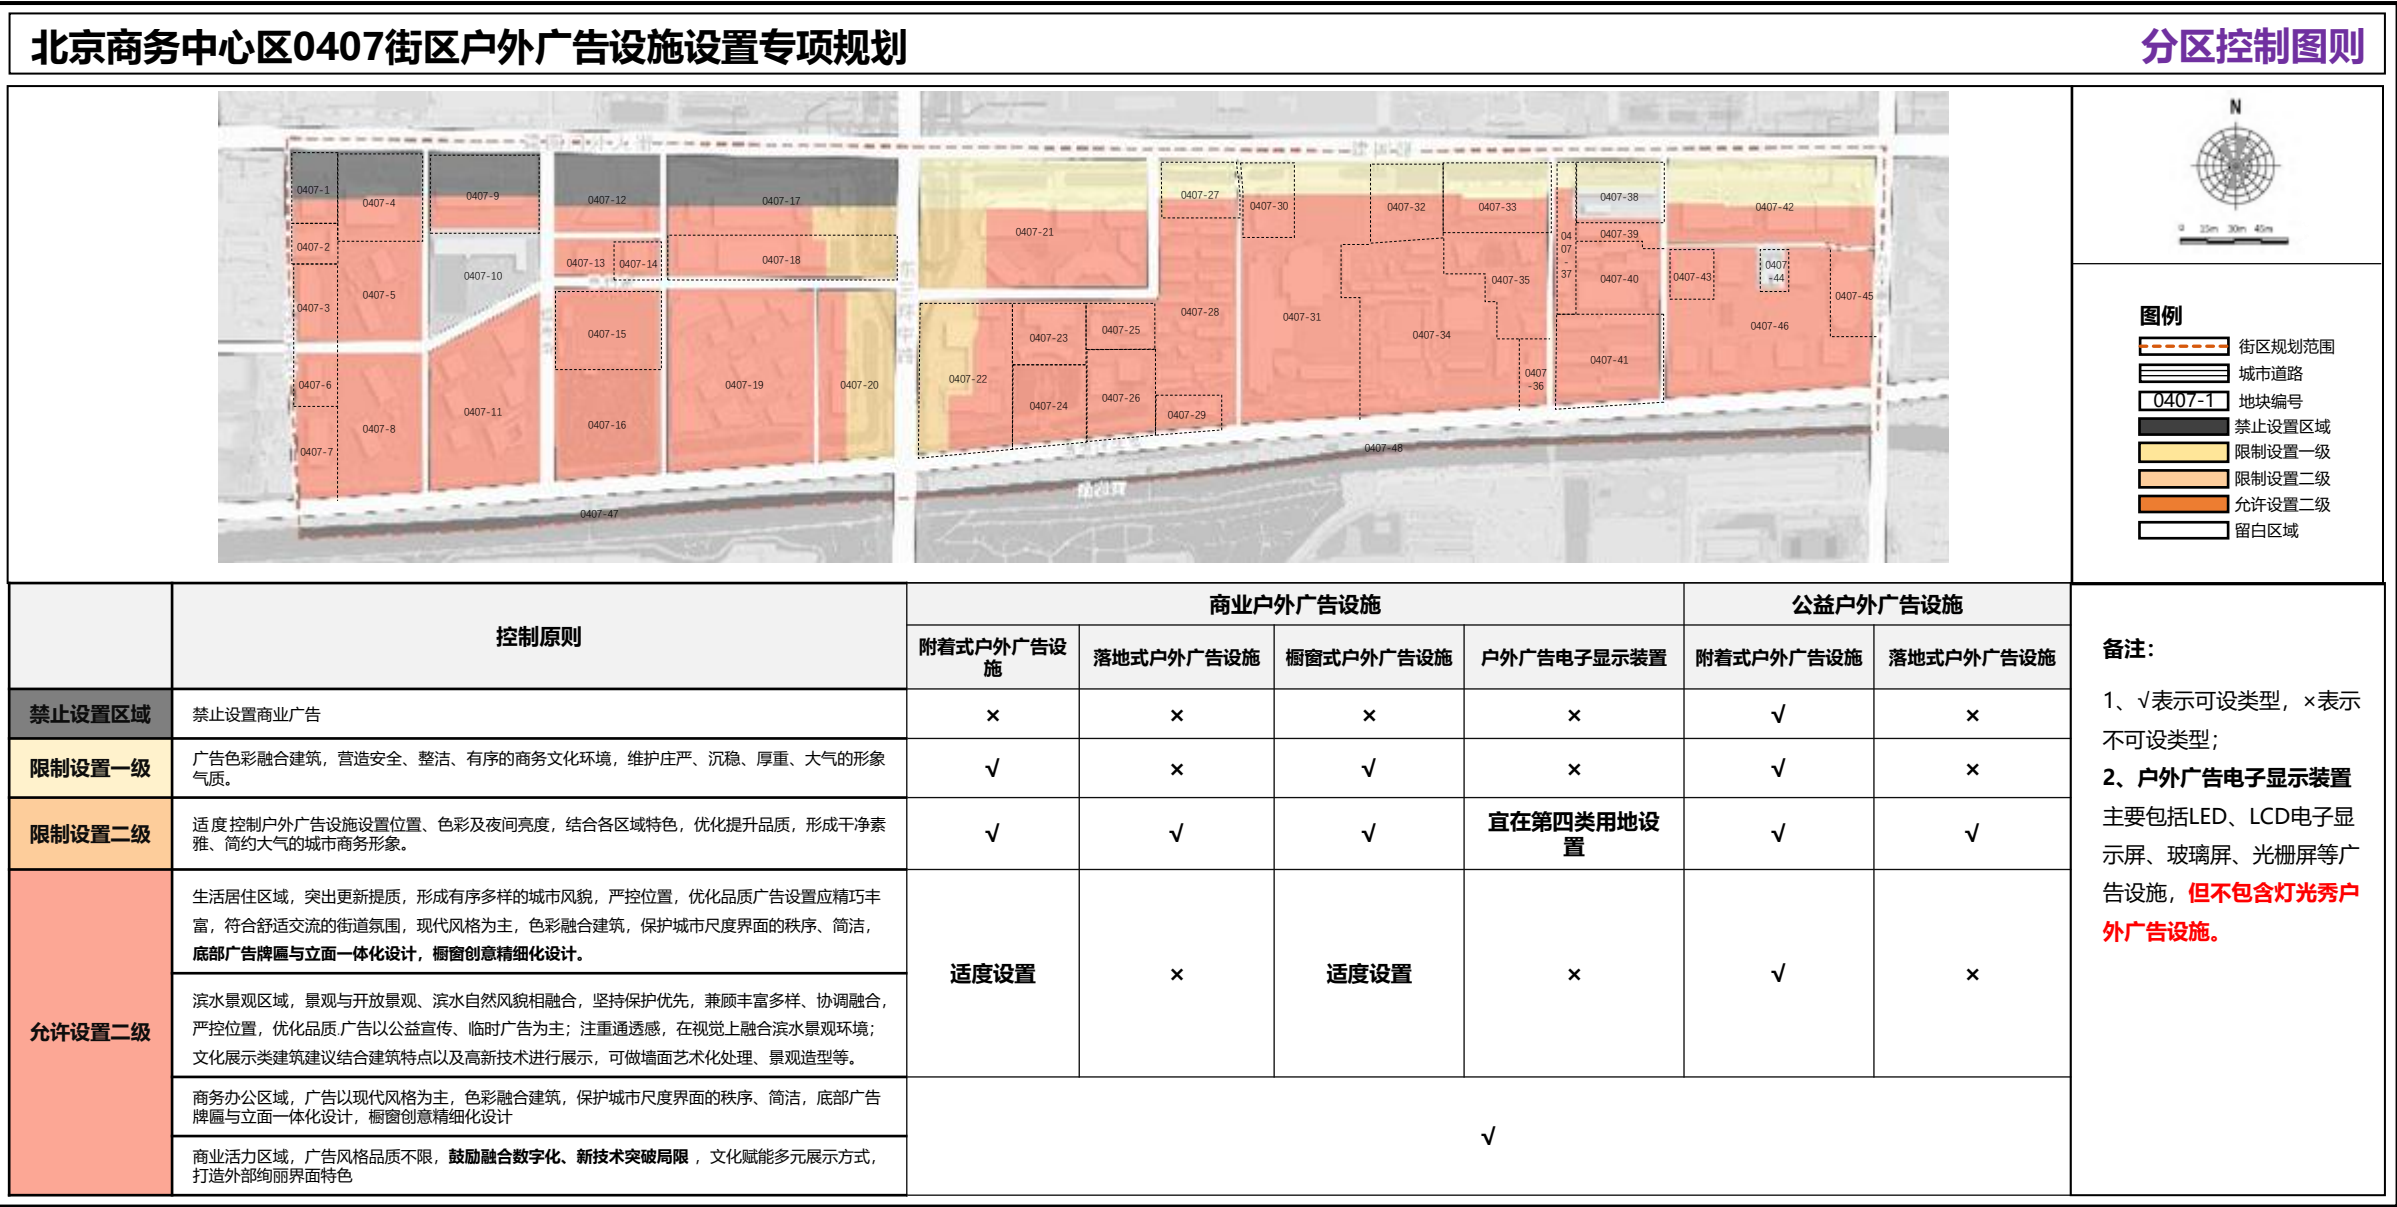 北京商务中心区0407街区户外广告设施设置专项规划
分区控制图则
0407-1
0407-4
0407-9
0407-12
0407-17
0407-2
0407-10
0407-13
0407-14
0407-18
0407-3
0407-5
0407-15
0407-6
0407-11
0407-19
0407-20
0407-7
0407-8
0407-16
0407-47
0407-21
0407-27
0407-30
0407-32
0407-33
0407-38
0407-42
0407-39
04
07
-
37
0407-35
0407-40
0407-43
0407
-44
0407-45
0407-28
0407-31
0407-34
0407-46
0407-23
0407-25
0407-41
0407-22
0407
-36
0407-24
0407-26
0407-29
0407-48
N
0 15m 30m 45m
图例
街区规划范围
城市道路
0407-1 地块编号
禁止设置区域
限制设置一级
限制设置二级
允许设置二级
留白区域
控制原则
商业户外广告设施
公益户外广告设施
附着式户外广告设
施
落地式户外广告设施
橱窗式户外广告设施
户外广告电子显示装置
附着式户外广告设施
落地式户外广告设施
禁止设置区域
禁止设置商业广告
× × × × √ ×
限制设置一级
广告色彩融合建筑，营造安全、整洁、有序的商务文化环境，维护庄严、沉稳、厚重、大气的形象
气质。
√ × √ × √ ×
限制设置二级
适度控制户外广告设施设置位置、色彩及夜间亮度，结合各区域特色，优化提升品质，形成干净素
雅、简约大气的城市商务形象。
√ √ √ 宜在第四类用地设
置
√ √
允许设置二级
生活居住区域，突出更新提质，形成有序多样的城市风貌，严控位置，优化品质广告设置应精巧丰
富，符合舒适交流的街道氛围，现代风格为主，色彩融合建筑，保护城市尺度界面的秩序、简洁，
底部广告牌匾与立面一体化设计，橱窗创意精细化设计。
滨水景观区域，景观与开放景观、滨水自然风貌相融合，坚持保护优先，兼顾丰富多样、协调融合，
严控位置，优化品质.广告以公益宣传、临时广告为主；注重通透感，在视觉上融合滨水景观环境；
文化展示类建筑建议结合建筑特点以及高新技术进行展示，可做墙面艺术化处理、景观造型等。
适度设置 × 适度设置 × √ ×
商务办公区域，广告以现代风格为主，色彩融合建筑，保护城市尺度界面的秩序、简洁，底部广告
牌匾与立面一体化设计，橱窗创意精细化设计
商业活力区域，广告风格品质不限，鼓励融合数字化、新技术突破局限，文化赋能多元展示方式，
打造外部绚丽界面特色
√
备注：
1、√表示可设类型，×表示
不可设类型；
2、户外广告电子显示装置
主要包括LED、LCD电子显
示屏、玻璃屏、光栅屏等广
告设施，但不包含灯光秀户
外广告设施。